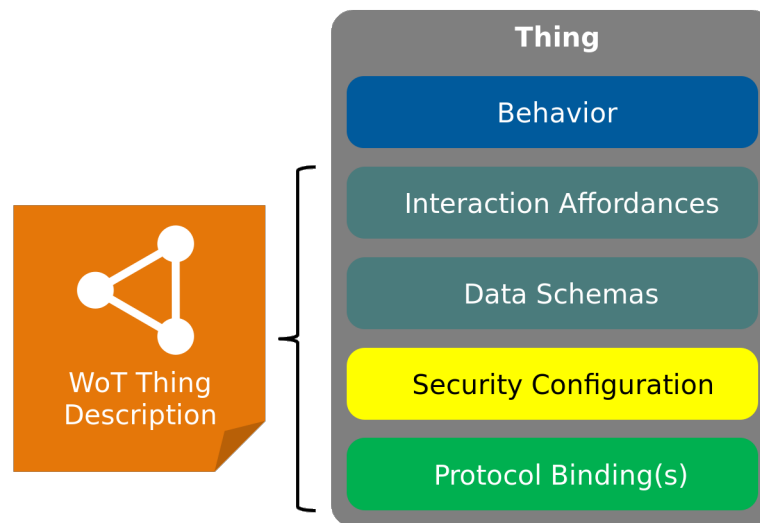 Thing
Behavior
Interaction Affordances
Data Schemas
Security Configuration
Protocol Binding(s)
WoT Thing
Description